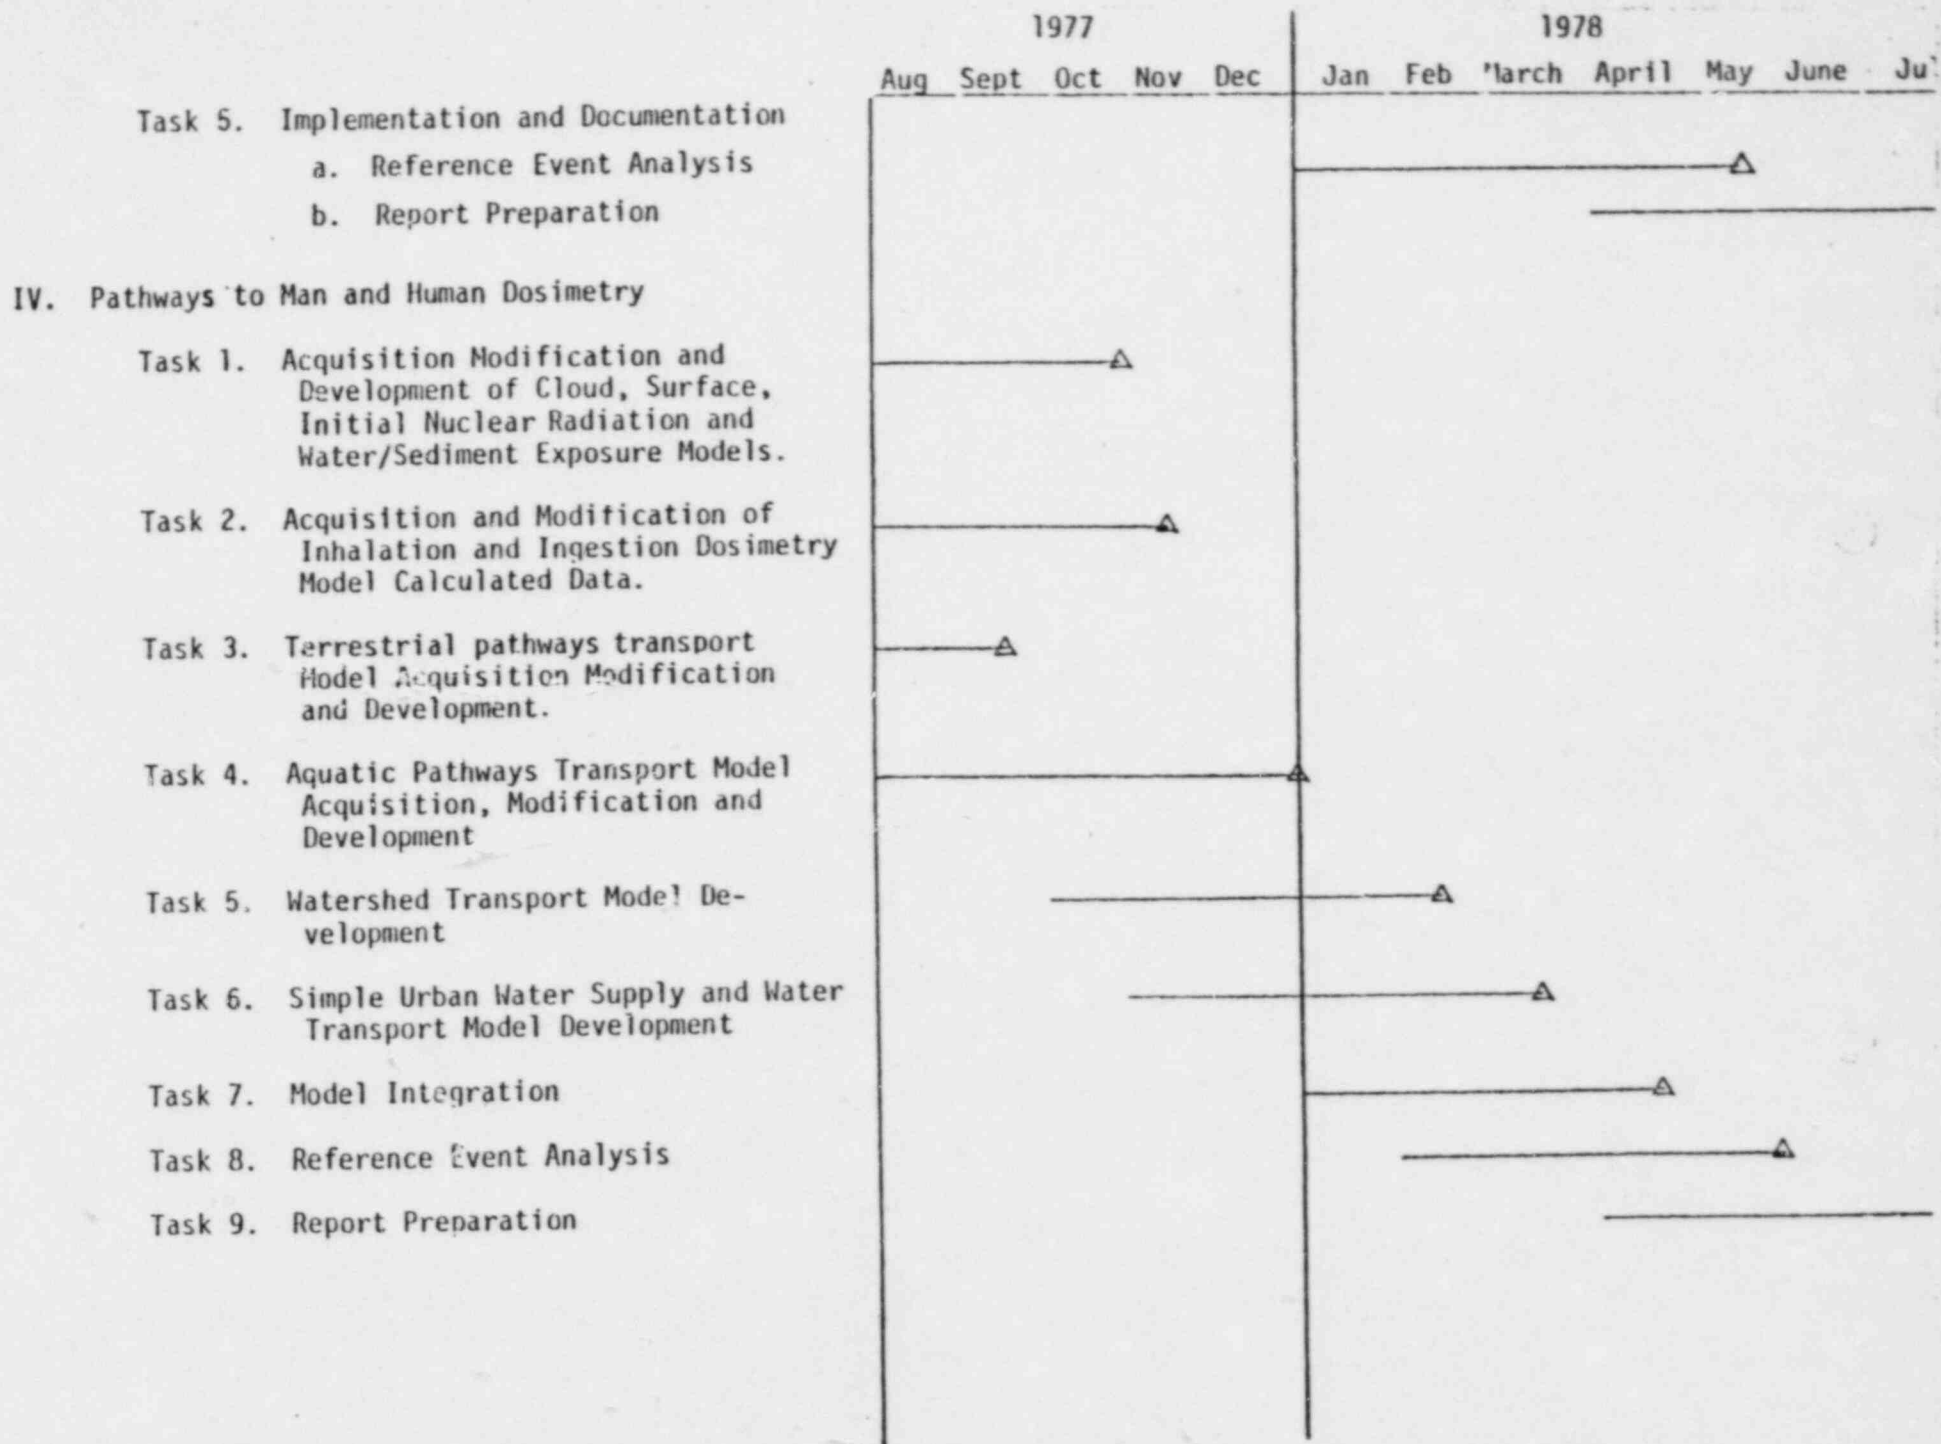 1977 1978
Aug Sept Oct Nov Dec Jan Feb March April May June
Task 5. Implementation and Documentation
a. Reference Event Analysis
b. Report Preparation
IV. Pathways to Man and Human Dosimetry
Task 1. Acquisition Modification and
Development of Cloud, Surface,
Initial Nuclear Radiation and
Water/Sediment Exposure Models.
Task 2. Acquisition and Modification of
Inhalation and Ingestion Dosimetry
Model Calculated Data.
Task 3. Terrestrial pathways transport
Model Acquisition Modification
and Development.
Task 4. Aquatic Pathways Transport Model
Acquisition, Modification and
Development
Task 5. Watershed Transport Model De-
velopment
Task 6. Simple Urban Water Supply and Water
Transport Model Development
Task 7. Model Integration
Task 8. Reference Event Analysis
Task 9. Report Preparation